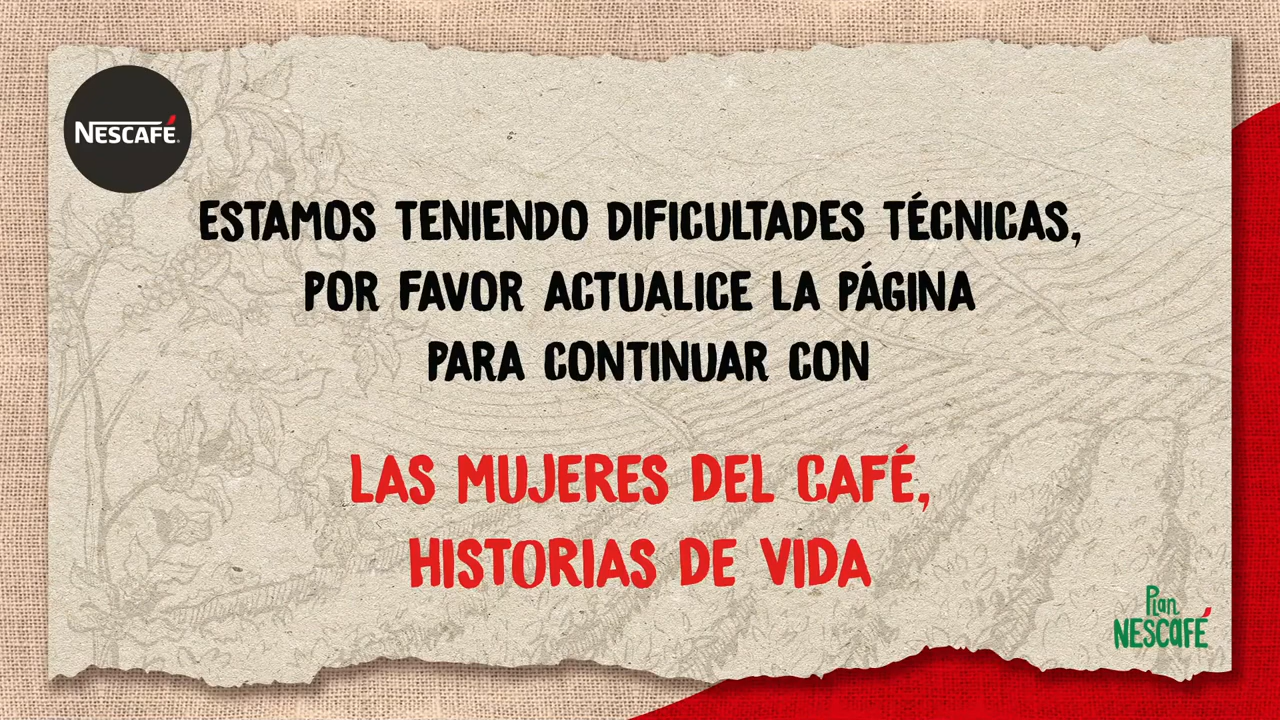 NESCAFÉ
ESTAMOS TENIENDO DIFICULTADES TÉCNICAS,
POR FAVOR ACTUALICE LA PÁGINA
PARA CONTINUAR CON
LAS MUJERES DEL CAFÉ,
HISTORIAS DE VIDA
Plan
NESCAFÉ